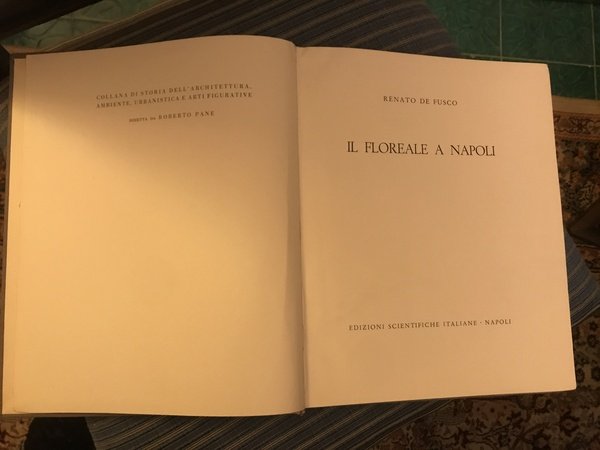 COLLANA DI STORIA DELL'ARCHITETTURA,
AMBIENTE, URBANISTICA E ARTI FIGURATIVE
DIRETTA DA ROBERTO PANE
RENATO DE FUSCO
IL FLOREALE A NAPOLI
EDIZIONI SCIENTIFICHE ITALIANE - NAPOLI